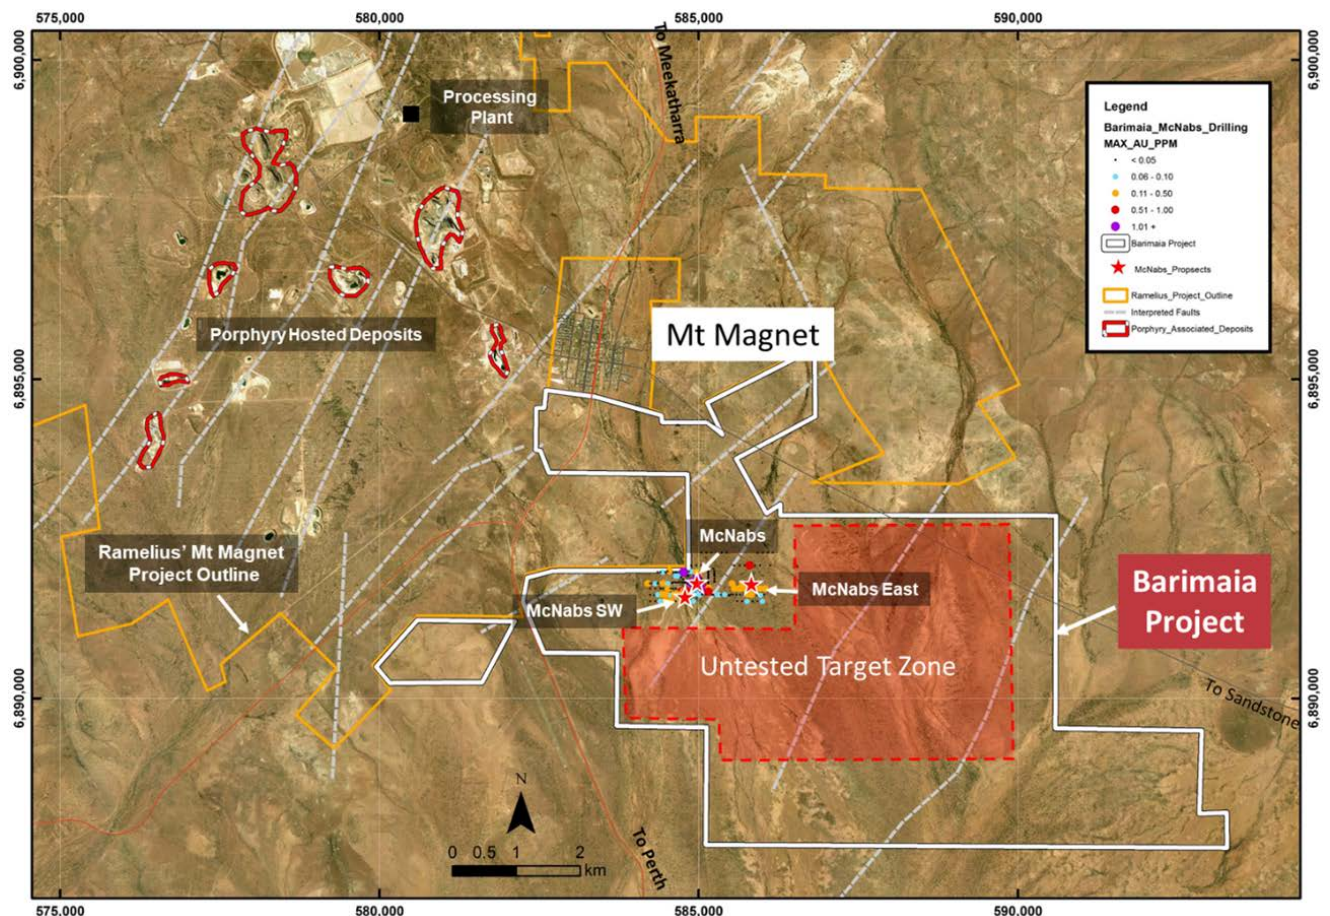 575,000
580,000
585,000
590,000
6,900,000
6,900,000
To Meekatharra
Processing
Plant
Legend
Barimaia_McNabs_Drilling
MAX_AU_PPM
< 0.05
0.06 - 0.10
0.11 - 0.50
0.51 - 1.00
1.01 +
Barimaia Project
McNabs_Propsects
Ramelius_Project_Outline
Interpreted Faults
Porphyry_Associated_Deposits
Porphyry Hosted Deposits
Mt Magnet
6,895,000
6,895,000
Ramelius' Mt Magnet
Project Outline
McNabs
McNabs SW
McNabs East
Barimaia
Project
Untested Target Zone
6,890,000
6,890,000
To Sandstone
N
0 0.5 1 2
km
To Perth
575,000
580,000
585,000
590,000